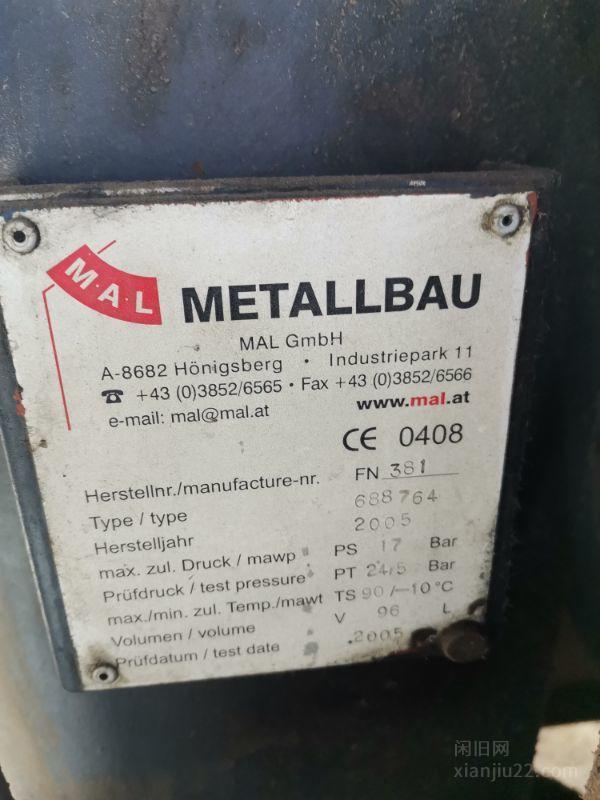 M.A.L
METALLBAU
MAL GmbH
A-8682 Hönigsberg • Industriepark 11
☎ +43 (0)3852/6565 • Fax +43 (0)3852/6566
e-mail: mal@mal.at www.mal.at
CE 0408
Herstellnr./manufacture-nr. FN 381
Type / type 688764
Herstelljahr 2005
max. zul. Druck / mawp PS 17 Bar
Prüfdruck / test pressure PT 24,5 Bar
max./min. zul. Temp./mawt TS 90/-10°C
Volumen / volume V 96 L
Prüfdatum / test date .2005
闲旧网
xianjiu22.com